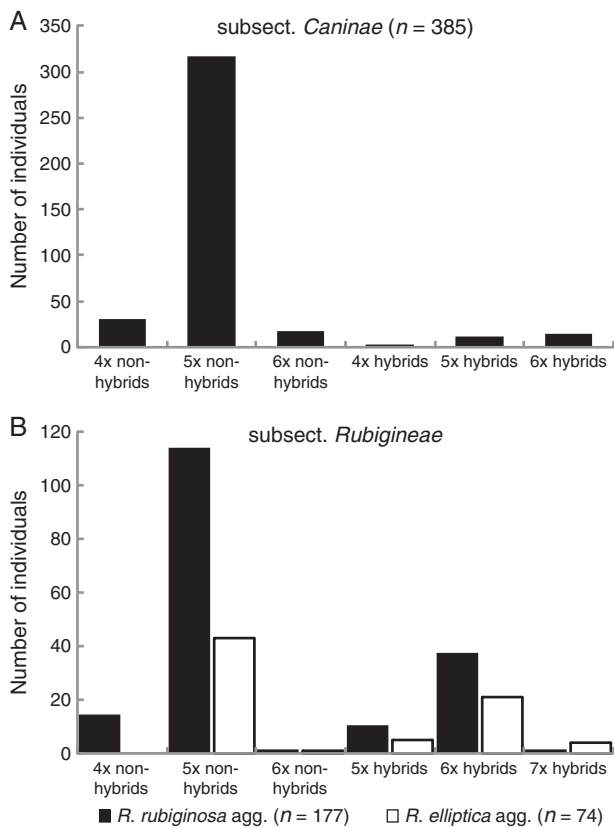 A
subsect. Caninae (n = 385)
Number of individuals
350
300
250
200
150
100
50
0
4x non-hybrids
5x non-hybrids
6x non-hybrids
4x hybrids
5x hybrids
6x hybrids
B
subsect. Rubigineae
Number of individuals
120
100
80
60
40
20
0
4x non-hybrids
5x non-hybrids
6x non-hybrids
5x hybrids
6x hybrids
7x hybrids
R. rubiginosa agg. (n = 177)
R. elliptica agg. (n = 74)